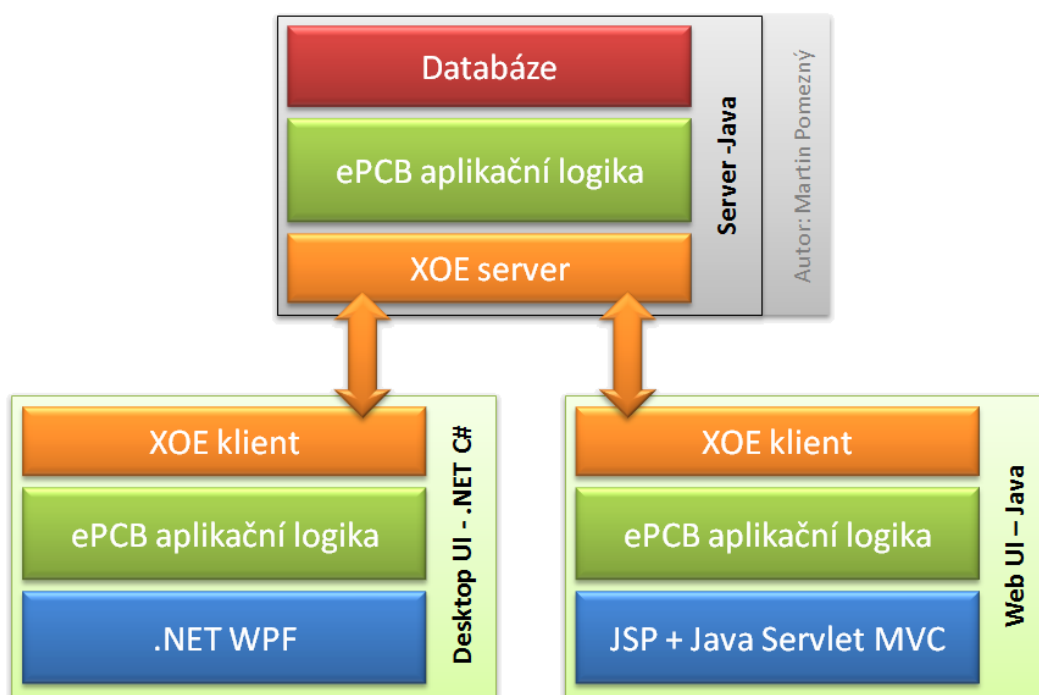 Databáze
ePCB aplikační logika
XOE server
Server -Java
Autor: Martin Pomezný
XOE klient
ePCB aplikační logika
.NET WPF
Desktop UI - .NET C#
XOE klient
ePCB aplikační logika
JSP + Java Servlet MVC
Web UI – Java